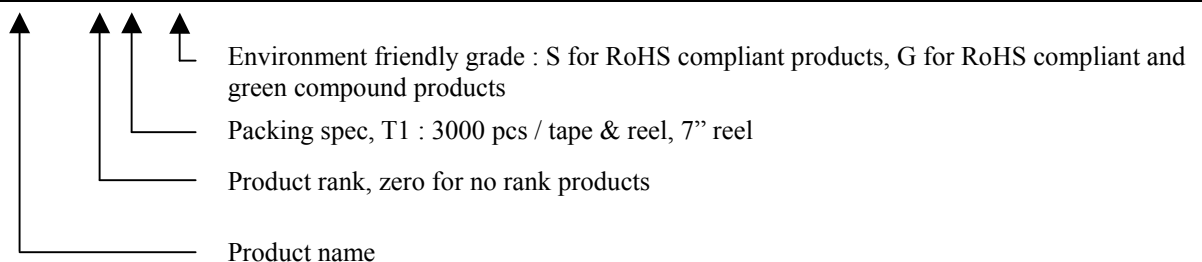 Environment friendly grade : S for RoHS compliant products, G for RoHS compliant and
green compound products
Packing spec, T1 : 3000 pcs / tape & reel, 7” reel
Product rank, zero for no rank products
Product name